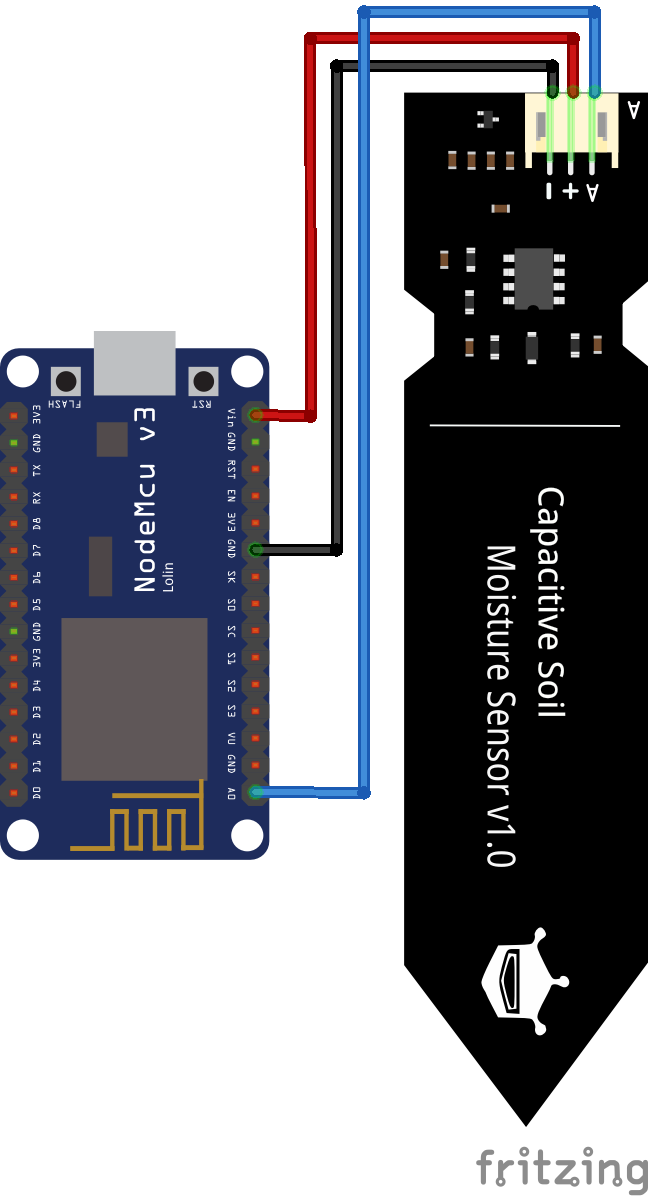 A
- + A
FLASH
RST
3V3
GND
TX
RX
D8
D7
D6
D5
GND
3V3
D4
D3
D2
D1
D0
NodeMcu v3
Lolin
Vin
GND
RST
EN
3V3
GND
SK
S0
SC
S1
S2
S3
VU
GND
A0
Capacitive Soil
Moisture Sensor v1.0
fritzing